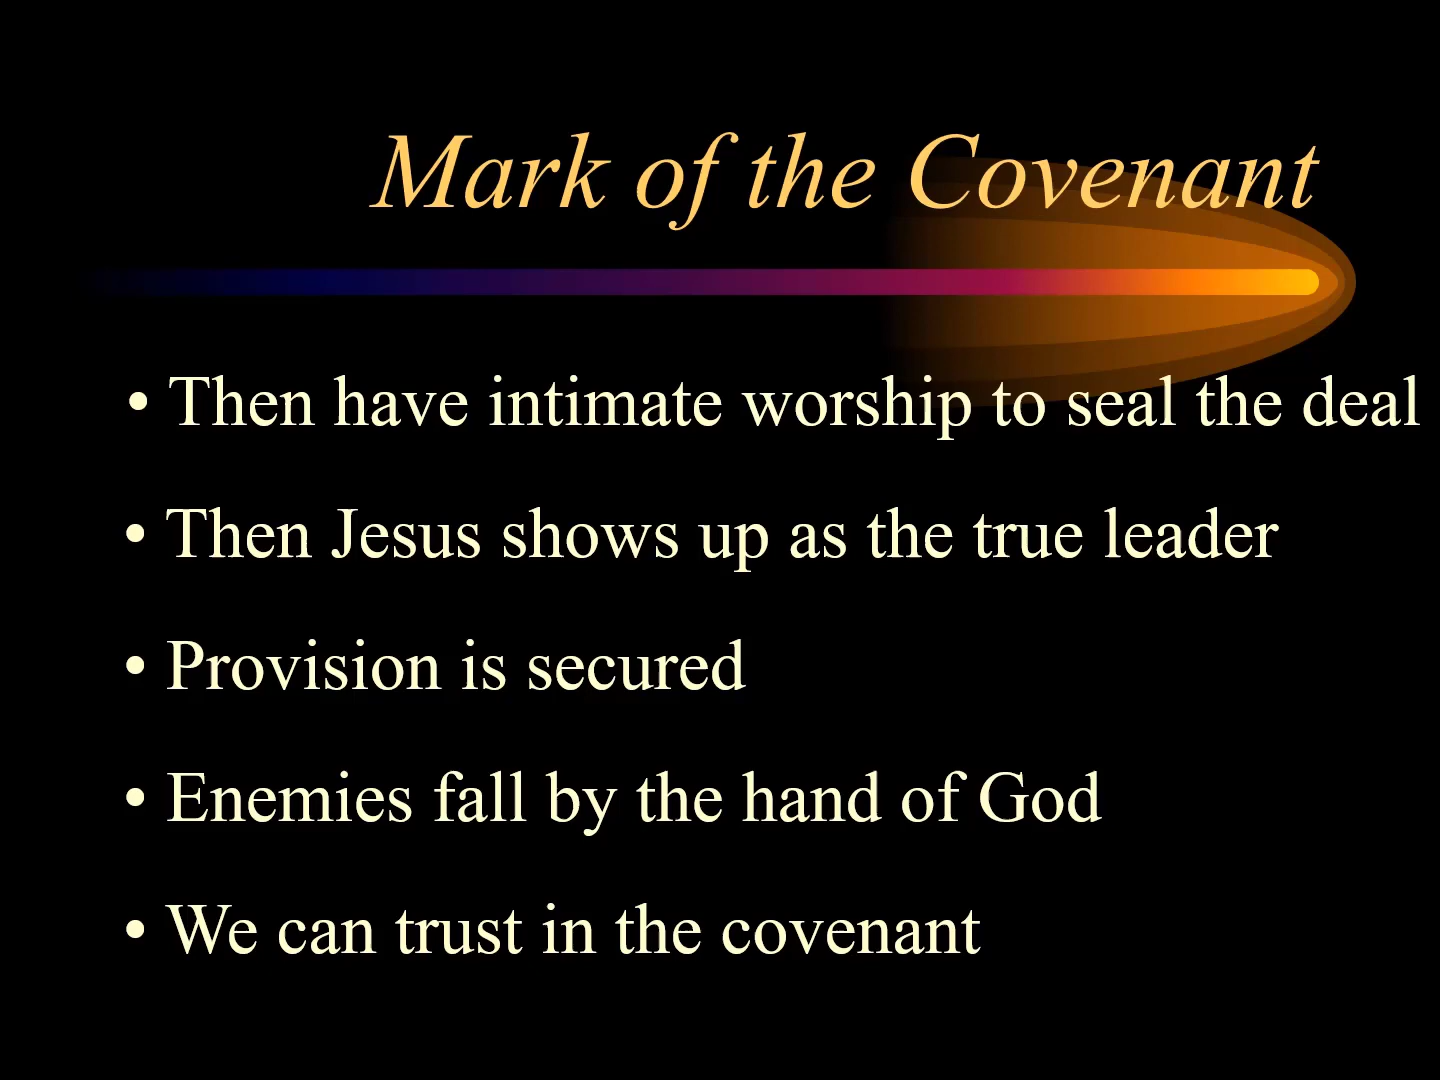 Mark of the Covenant
• Then have intimate worship to seal the deal
• Then Jesus shows up as the true leader
• Provision is secured
• Enemies fall by the hand of God
• We can trust in the covenant